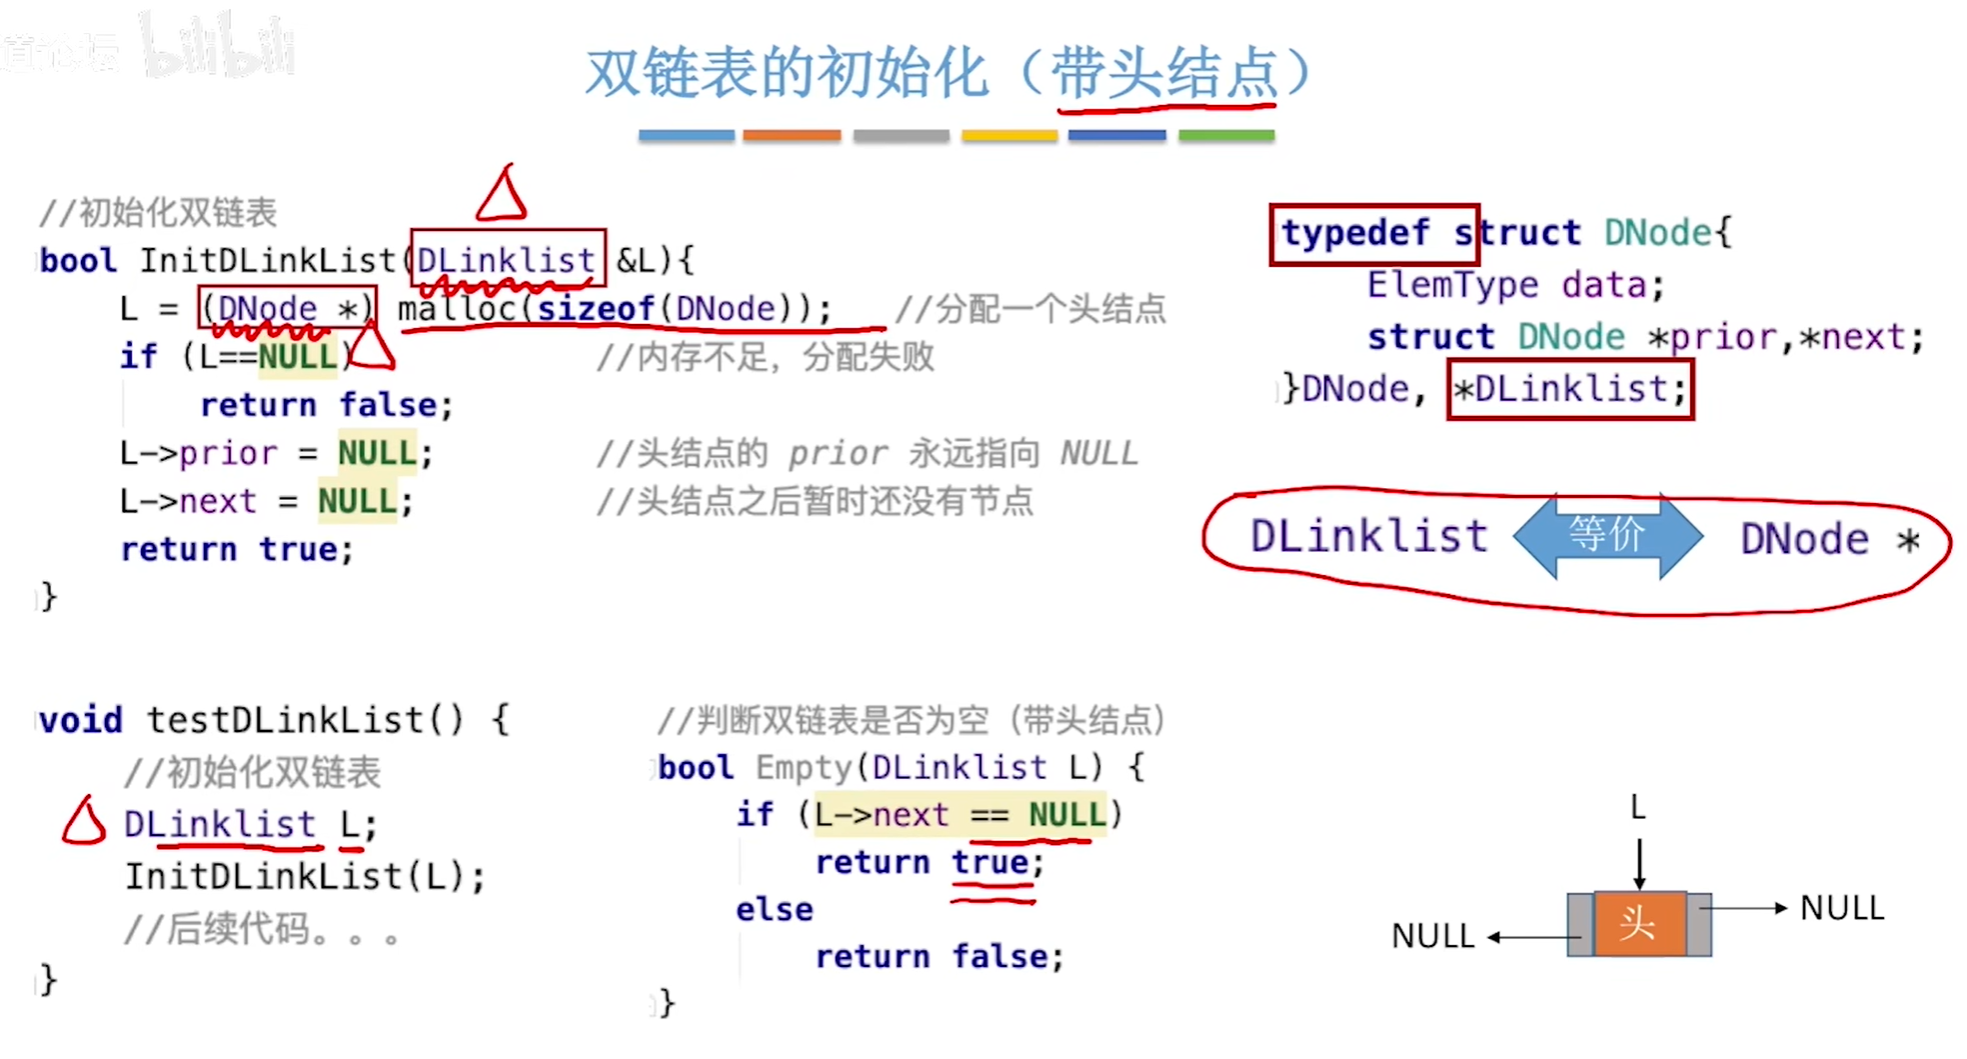 道论坛 bilibili
双链表的初始化（带头结点）
//初始化双链表
bool InitDLinkList(DLinklist &L){
L = (DNode *) malloc(sizeof(DNode)); //分配一个头结点
if (L==NULL) //内存不足，分配失败
return false;
L->prior = NULL; //头结点的 prior 永远指向 NULL
L->next = NULL; //头结点之后暂时还没有节点
return true;
}
typedef struct DNode{
ElemType data;
struct DNode *prior,*next;
}DNode, *DLinklist;
DLinklist 等价 DNode *
void testDLinkList() {
//初始化双链表
DLinklist L;
InitDLinkList(L);
//后续代码。。。
}
//判断双链表是否为空（带头结点）
bool Empty(DLinklist L) {
if (L->next == NULL)
return true;
else
return false;
}
L
NULL 头 NULL